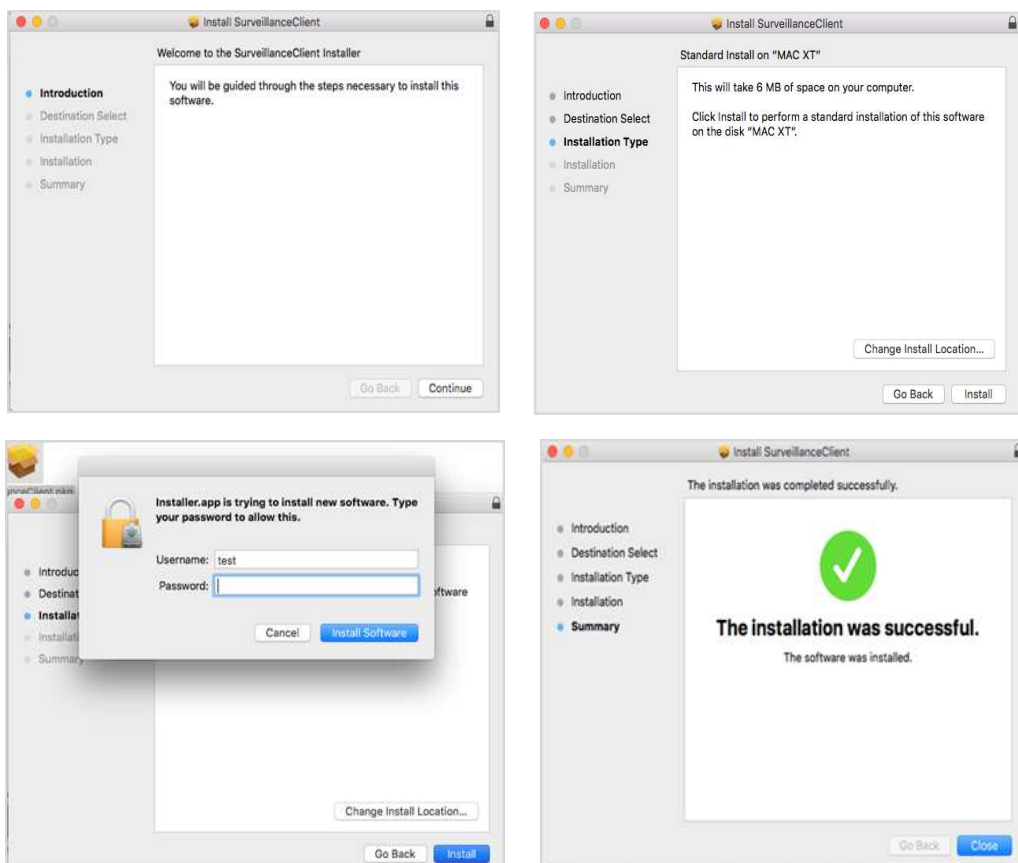 Install SurveillanceClient
Welcome to the SurveillanceClient Installer
Introduction
Destination Select
Installation Type
Installation
Summary
You will be guided through the steps necessary to install this
software.
Go Back
Continue
Install SurveillanceClient
Standard Install on "MAC XT"
Introduction
Destination Select
Installation Type
Installation
Summary
This will take 6 MB of space on your computer.
Click Install to perform a standard installation of this software
on the disk "MAC XT".
Change Install Location...
Go Back
Install
Installer.app is trying to install new software. Type
your password to allow this.
Username: test
Password:
Cancel
Install Software
Introduc
Destinat
Installat
Installati
Summary
oftware
Change Install Location...
Go Back
Install
Install SurveillanceClient
The installation was completed successfully.
Introduction
Destination Select
Installation Type
Installation
Summary
The installation was successful.
The software was installed.
Go Back
Close